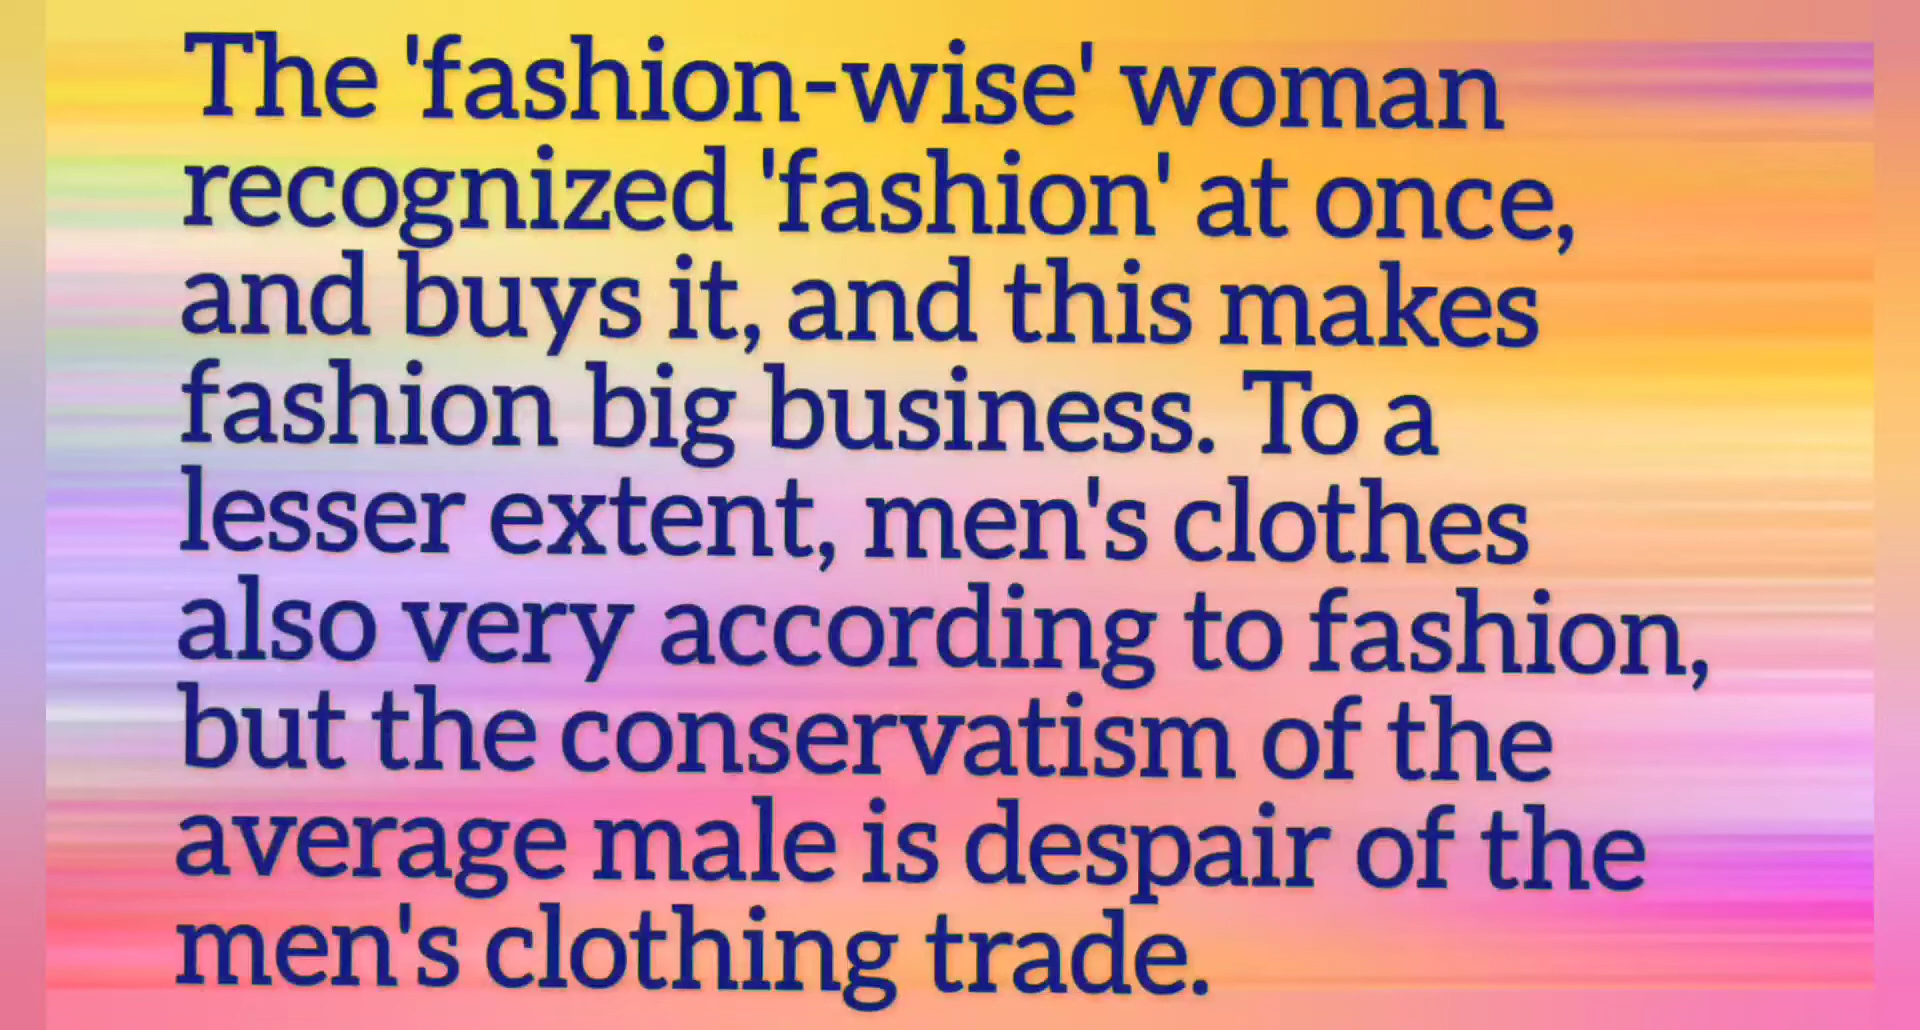 The 'fashion-wise' woman
recognized 'fashion' at once,
and buys it, and this makes
fashion big business. To a
lesser extent, men's clothes
also very according to fashion,
but the conservatism of the
average male is despair of the
men's clothing trade.